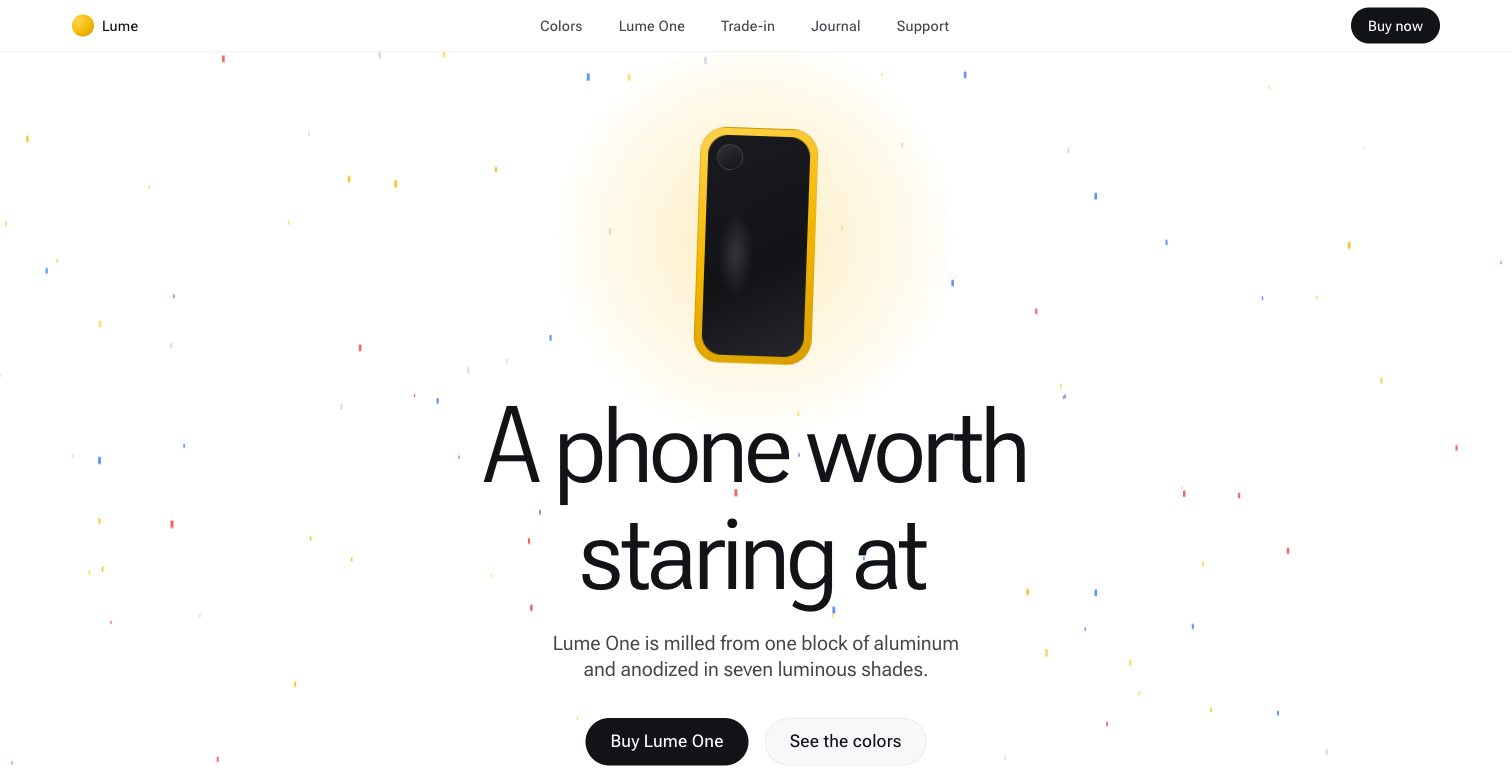 Lume
Colors
Lume One
Trade-in
Journal
Support
Buy now
A phone worth
staring at
Lume One is milled from one block of aluminum
and anodized in seven luminous shades.
Buy Lume One
See the colors